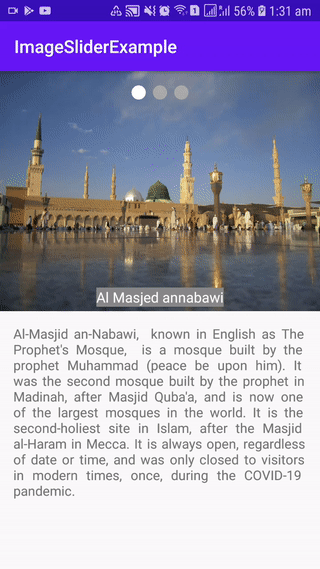 56% 1:31 am
ImageSliderExample
Al Masjed annabawi
Al-Masjid an-Nabawi, known in English as The
Prophet's Mosque, is a mosque built by the
prophet Muhammad (peace be upon him). It
was the second mosque built by the prophet in
Madinah, after Masjid Quba'a, and is now one
of the largest mosques in the world. It is the
second-holiest site in Islam, after the Masjid
al-Haram in Mecca. It is always open, regardless
of date or time, and was only closed to visitors
in modern times, once, during the COVID-19
pandemic.